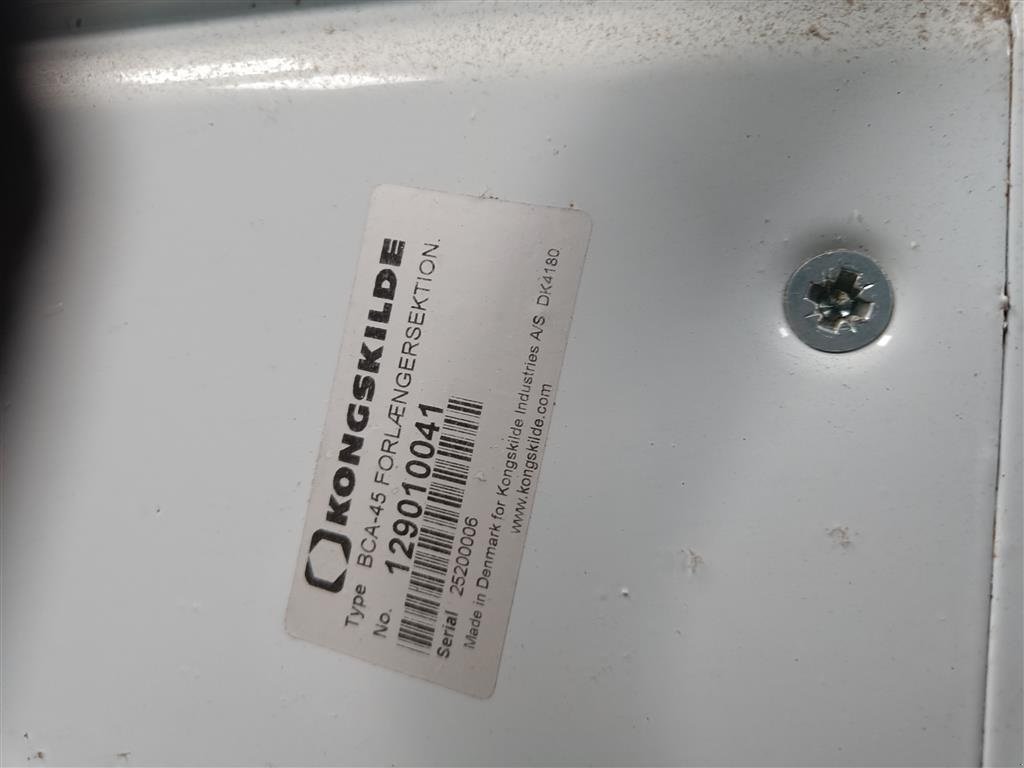 KONGSKILDE
Type BCA-45 FORLÆNGERSEKTION.
No. 129010041
Serial 25200006
Made in Denmark for Kongskilde Industries A/S DK4180
www.kongskilde.com